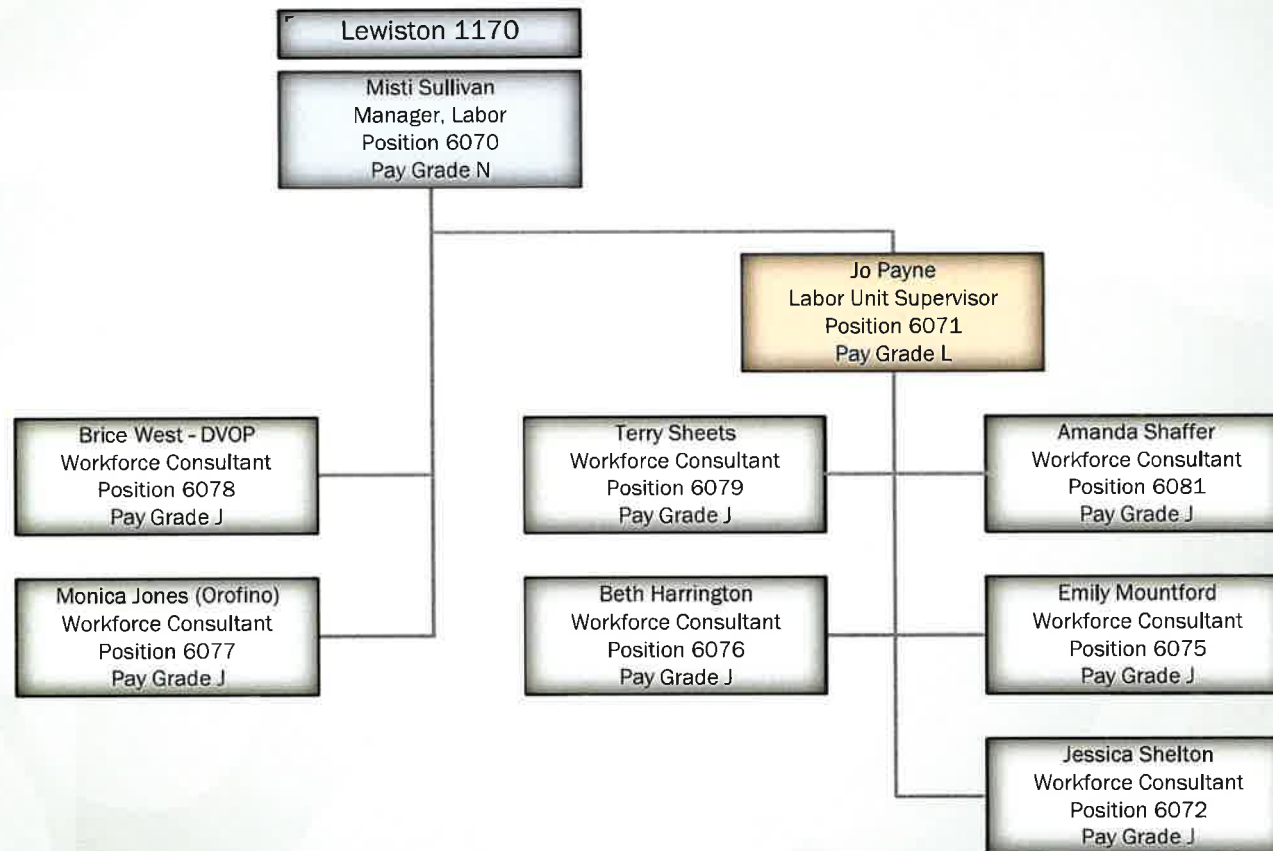 Lewiston 1170
Misti Sullivan
Manager, Labor
Position 6070
Pay Grade N
Jo Payne
Labor Unit Supervisor
Position 6071
Pay Grade L
Brice West - DVOP
Workforce Consultant
Position 6078
Pay Grade J
Terry Sheets
Workforce Consultant
Position 6079
Pay Grade J
Amanda Shaffer
Workforce Consultant
Position 6081
Pay Grade J
Monica Jones (Orofino)
Workforce Consultant
Position 6077
Pay Grade J
Beth Harrington
Workforce Consultant
Position 6076
Pay Grade J
Emily Mountford
Workforce Consultant
Position 6075
Pay Grade J
Jessica Shelton
Workforce Consultant
Position 6072
Pay Grade J